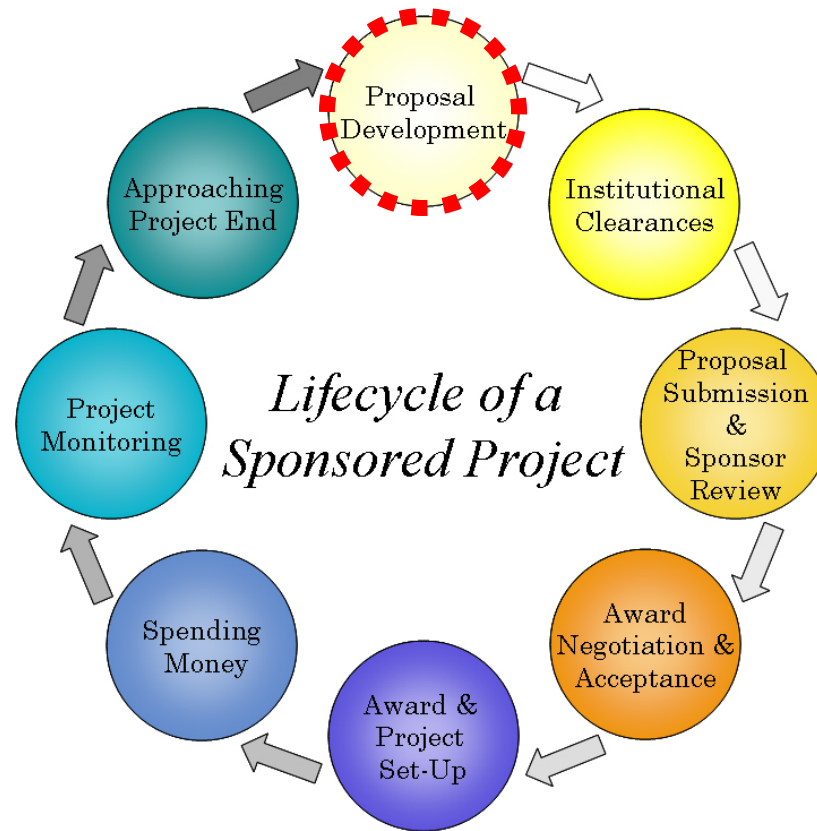 Proposal
Development
Institutional
Clearances
Proposal
Submission
&
Sponsor
Review
Award
Negotiation &
Acceptance
Award &
Project
Set-Up
Spending
Money
Project
Monitoring
Approaching
Project End
Lifecycle of a
Sponsored Project